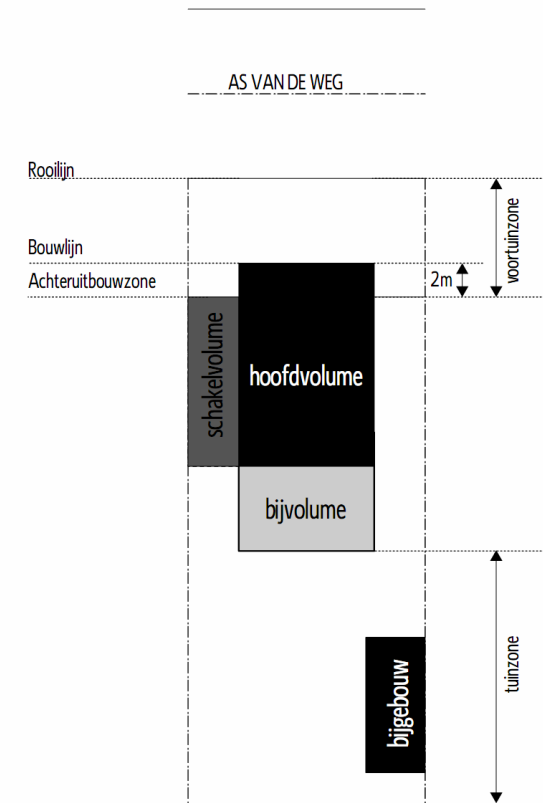 AS VAN DE WEG
Rooilijn
voortuinzone
Bouwlijn
Achteruitbouwzone
2m
schakelvolume
hoofdvolume
bijvolume
tuinzone
bijgebouw